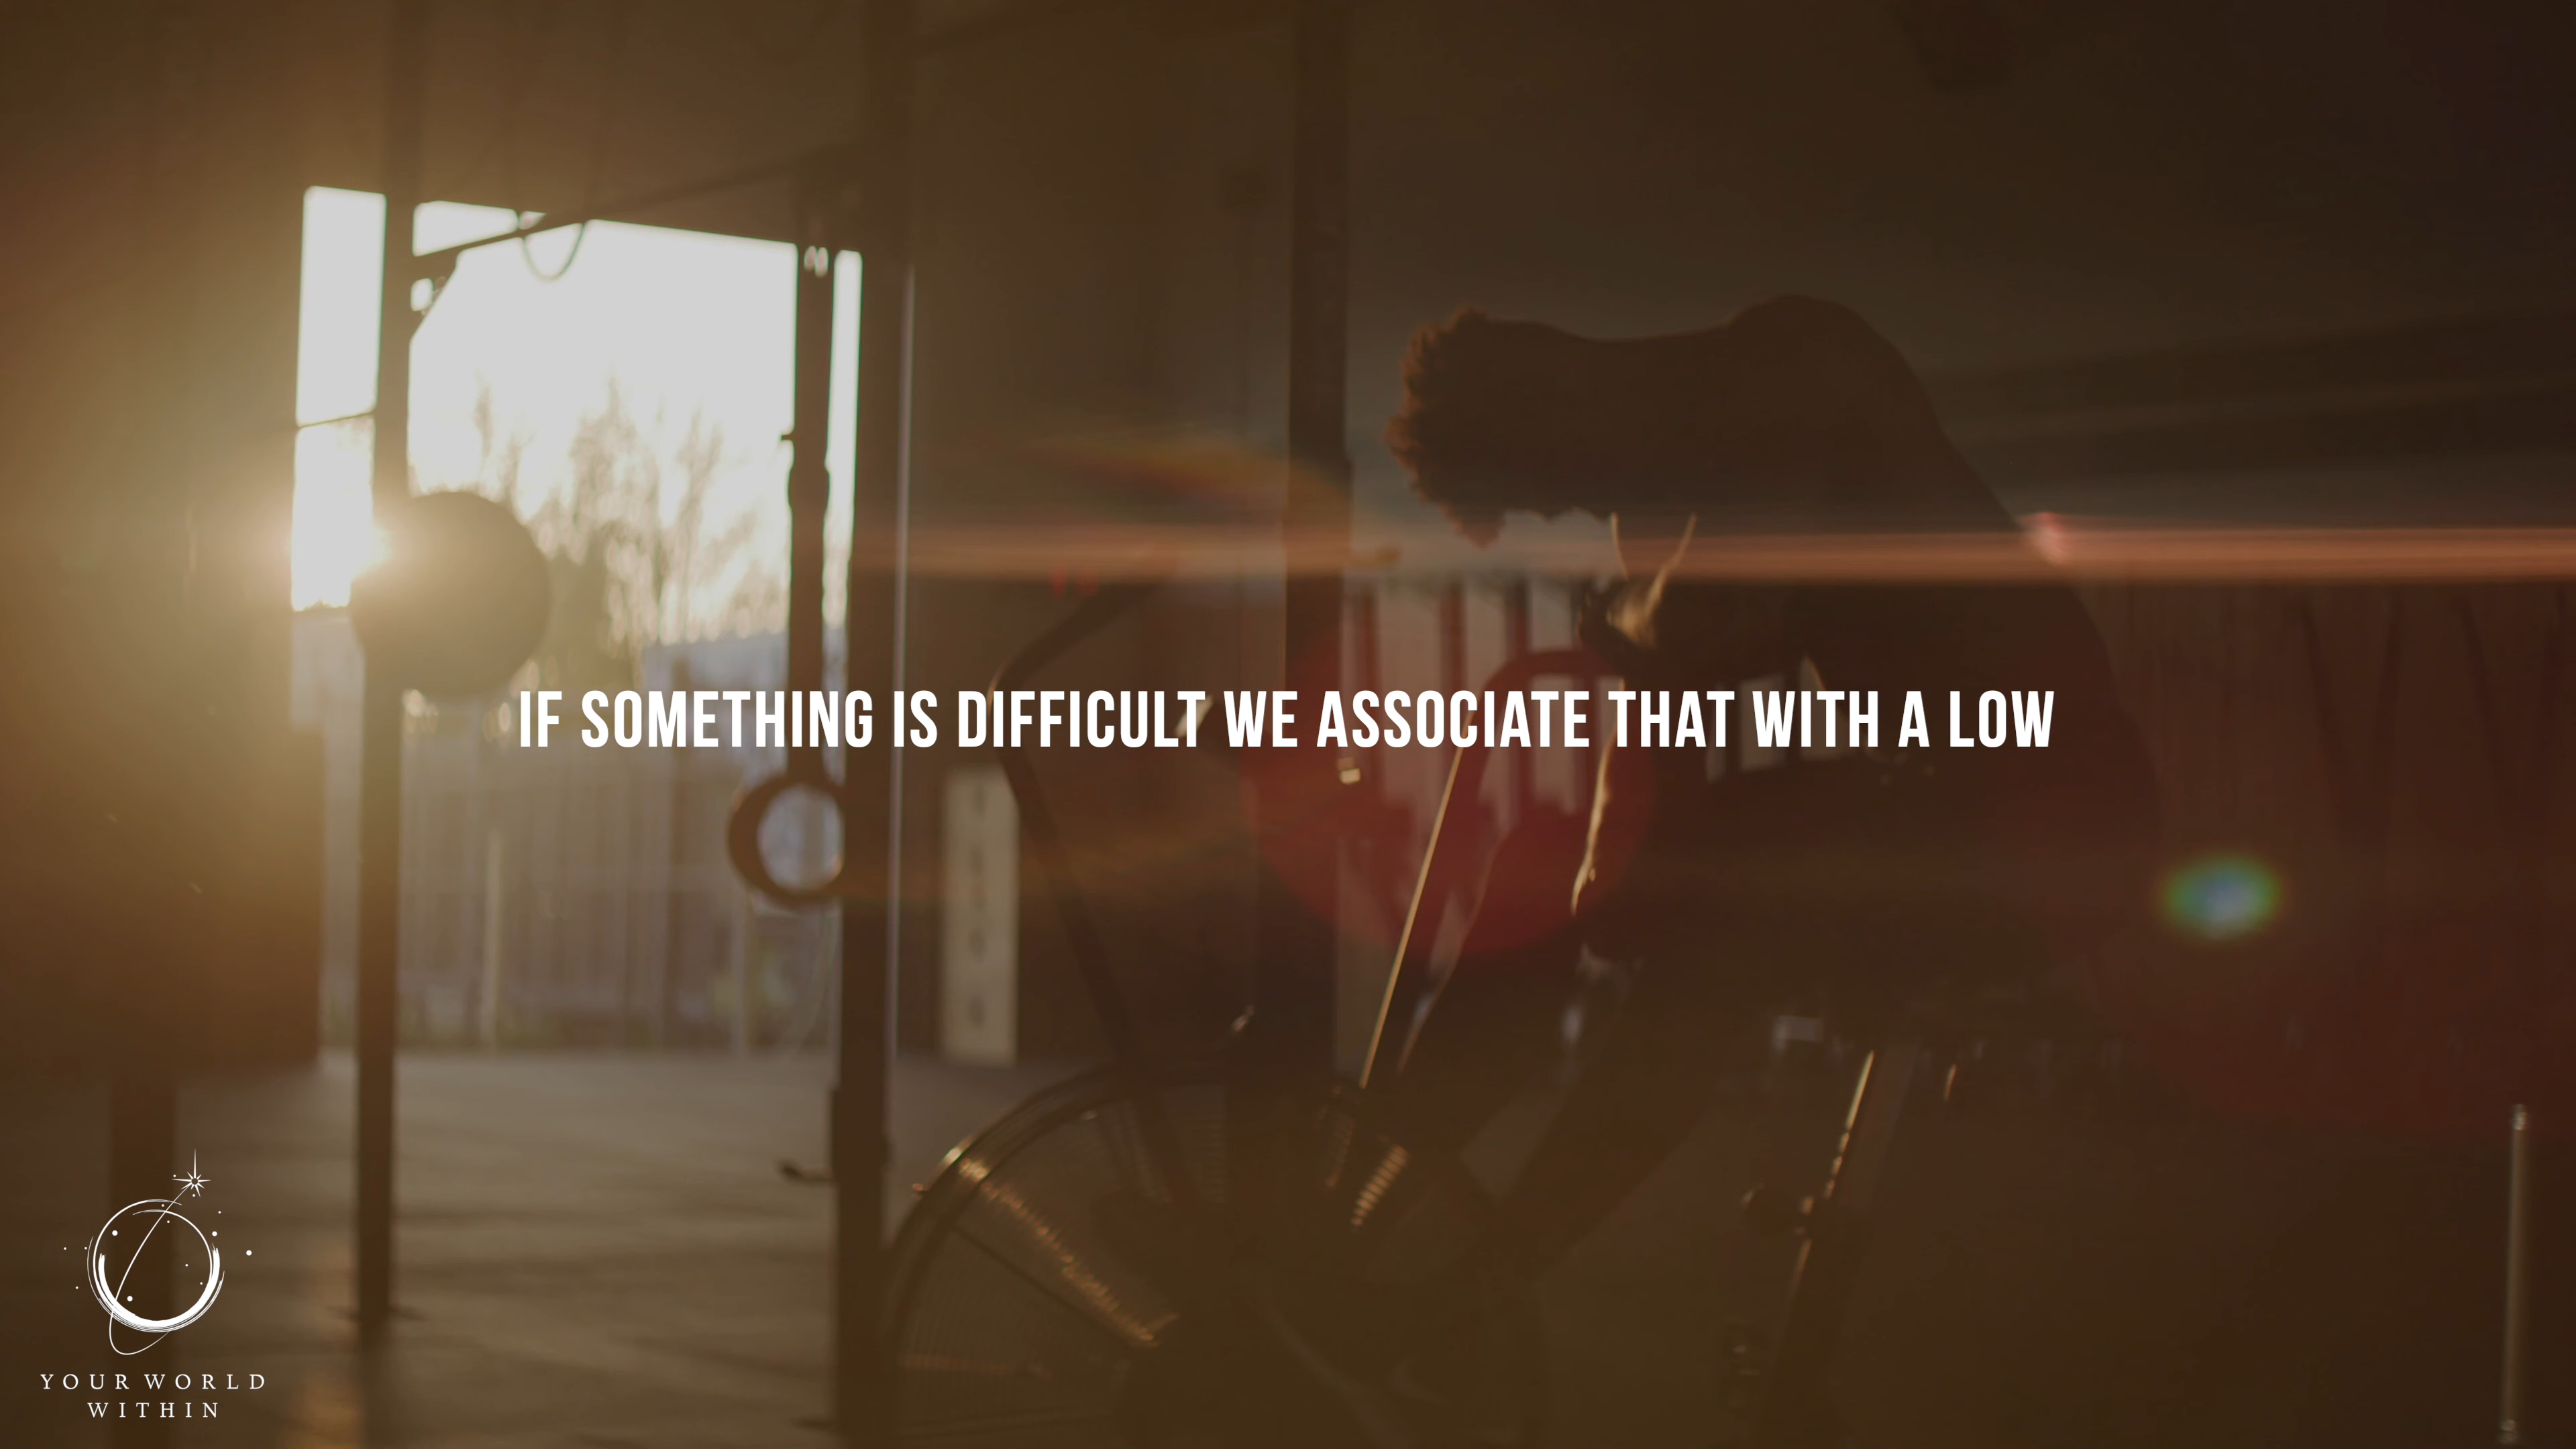 IF SOMETHING IS DIFFICULT WE ASSOCIATE THAT WITH A LOW
YOUR WORLD
WITHIN